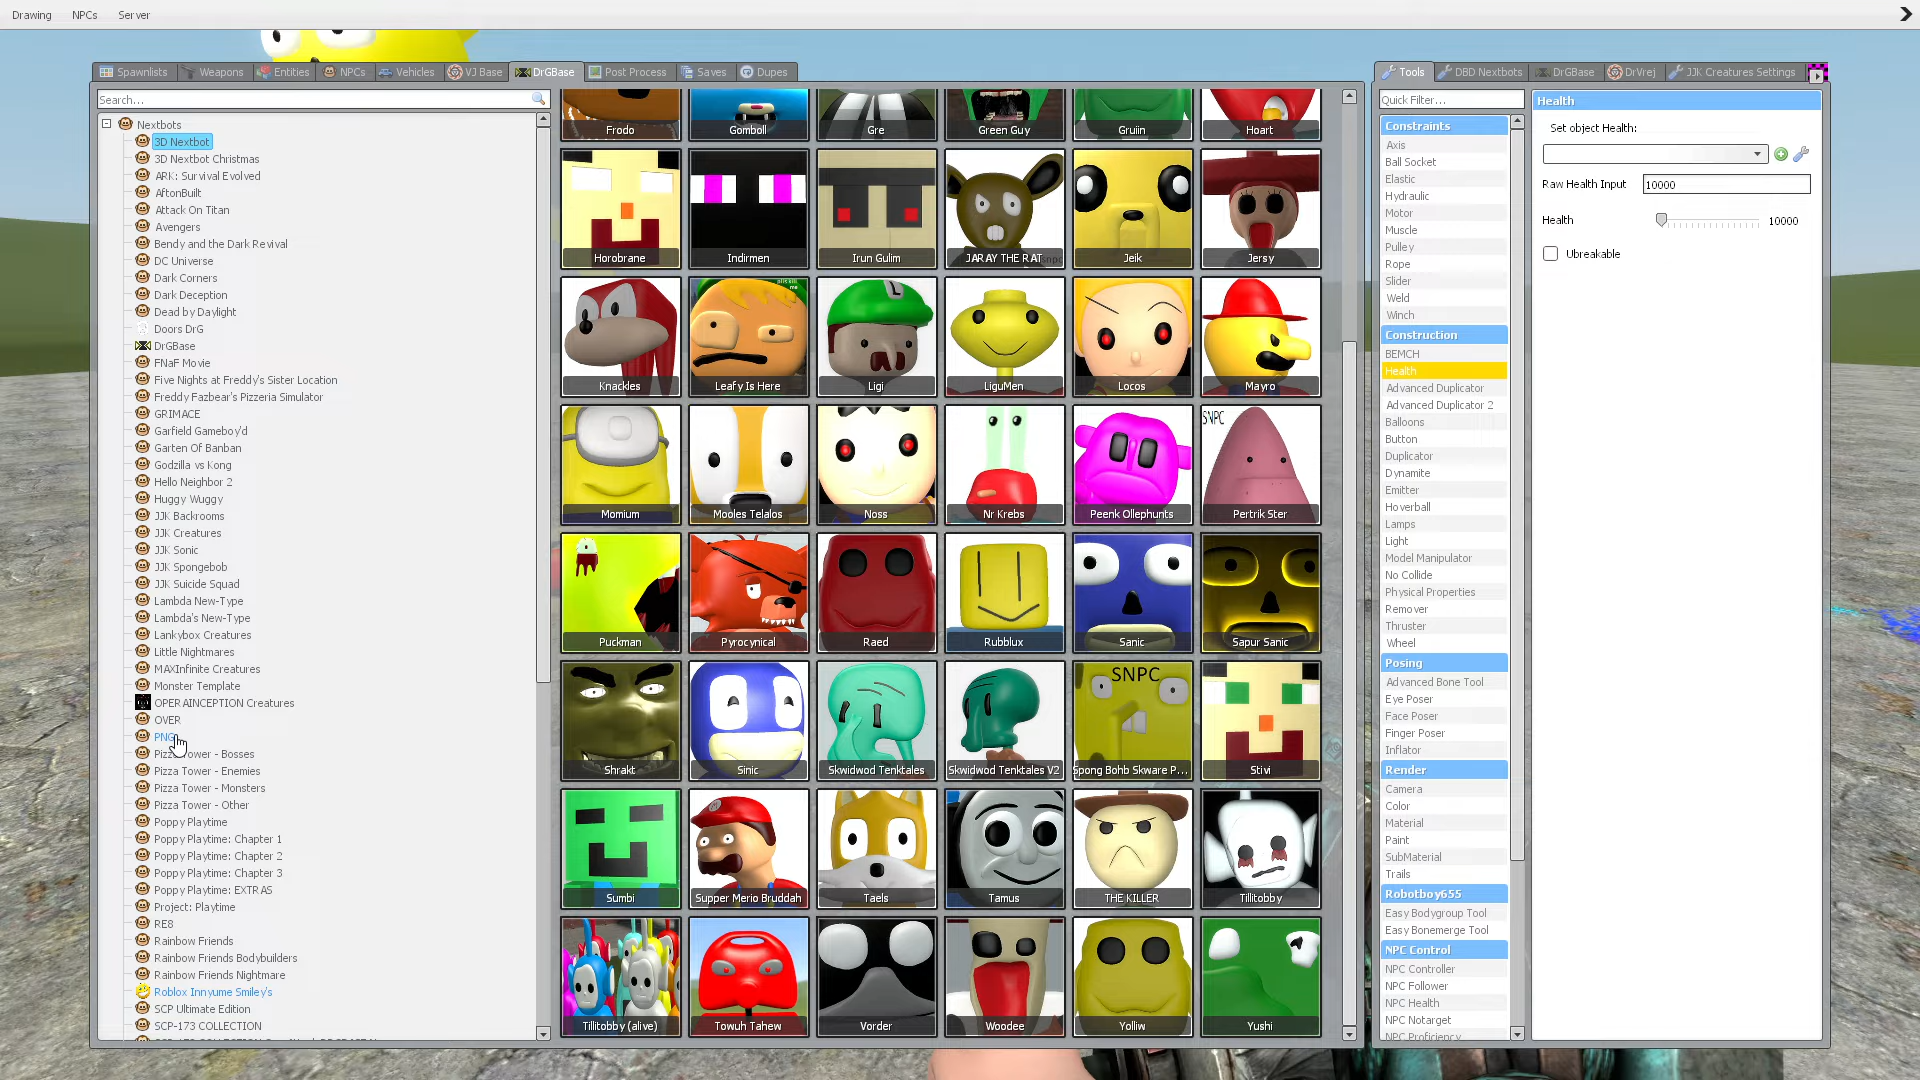 Drawing NPCs Server
Spawnlists Weapons Entities NPCs Vehicles VJ Base DrGBase Post Process Saves Dupes
Search...
Nextbots
3D Nextbot
3D Nextbot Christmas
ARK: Survival Evolved
AftonBuilt
Attack On Titan
Avengers
Bendy and the Dark Revival
DC Universe
Dark Corners
Dark Deception
Dead by Daylight
Doors DrG
DrGBase
FNaF Movie
Five Nights at Freddy's Sister Location
Freddy Fazbear's Pizzeria Simulator
GRIMACE
Garfield Gameboy'd
Garten Of Banban
Godzilla vs Kong
Hello Neighbor 2
Huggy Wuggy
JJK Backrooms
JJK Creatures
JJK Sonic
JJK Spongebob
JJK Suicide Squad
Lambda New-Type
Lambda's New-Type
Lankybox Creatures
Little Nightmares
MAXInfinite Creatures
Monster Template
OPERAINCEPTION Creatures
OVER
PNG
Pizza Tower - Bosses
Pizza Tower - Enemies
Pizza Tower - Monsters
Pizza Tower - Other
Poppy Playtime
Poppy Playtime: Chapter 1
Poppy Playtime: Chapter 2
Poppy Playtime: Chapter 3
Poppy Playtime: EXTRAS
Project: Playtime
RE8
Rainbow Friends
Rainbow Friends Bodybuilders
Rainbow Friends Nightmare
Roblox Innyume Smiley's
SCP Ultimate Edition
SCP-173 COLLECTION
Frodo Gomboll Gre Green Guy Gruiin Hoart
Horobrane Indirmen Irun Gulim JARAY THE RAT Jeik Jersy
Knackles Leafy Is Here Ligi LiguMen Locos Mayro
SNPC
Momium Mooles Telalos Noss Nr Krebs Peenk Ollephunts Pertrik Ster
Puckman Pyrocynical Raed Rubblux Sanic Sapur Sanic
SNPC
Shrakt Sinic Skwidwod Tenktales Skwidwod Tenktales V2 Spong Bohb Skware P... Stivi
Sumbi Supper Merio Bruddah Taels Tamus THE KILLER Tillitobby
Tillitobby (alive) Towuh Tahew Vorder Woodee Yolliw Yushi
Tools DBD Nextbots DrGBase DrVrej JJK Creatures Settings
Quick Filter...
Constraints
Axis
Ball Socket
Elastic
Hydraulic
Motor
Muscle
Pulley
Rope
Slider
Weld
Winch
Construction
BEMCH
Health
Advanced Duplicator
Advanced Duplicator 2
Balloons
Button
Duplicator
Dynamite
Emitter
Hoverball
Lamps
Light
Model Manipulator
No Collide
Physical Properties
Remover
Thruster
Wheel
Posing
Advanced Bone Tool
Eye Poser
Face Poser
Finger Poser
Inflator
Render
Camera
Color
Material
Paint
SubMaterial
Trails
Robotboy655
Easy Bodygroup Tool
Easy Bonemerge Tool
NPC Control
NPC Controller
NPC Follower
NPC Health
NPC Notarget
NPC Proficiency
Health
Set object Health:
Raw Health Input 10000
Health 10000
Ubreakable